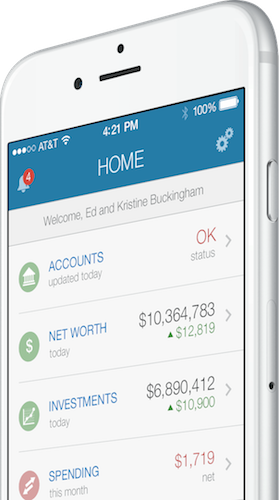 ●●●○○ AT&T 4:21 PM 100%
4
HOME
Welcome, Ed and Kristine Buckingham
ACCOUNTS OK
updated today status
NET WORTH $10,364,783
today ▲$12,819
INVESTMENTS $6,890,412
today ▲$10,900
SPENDING $1,719
this month net
$